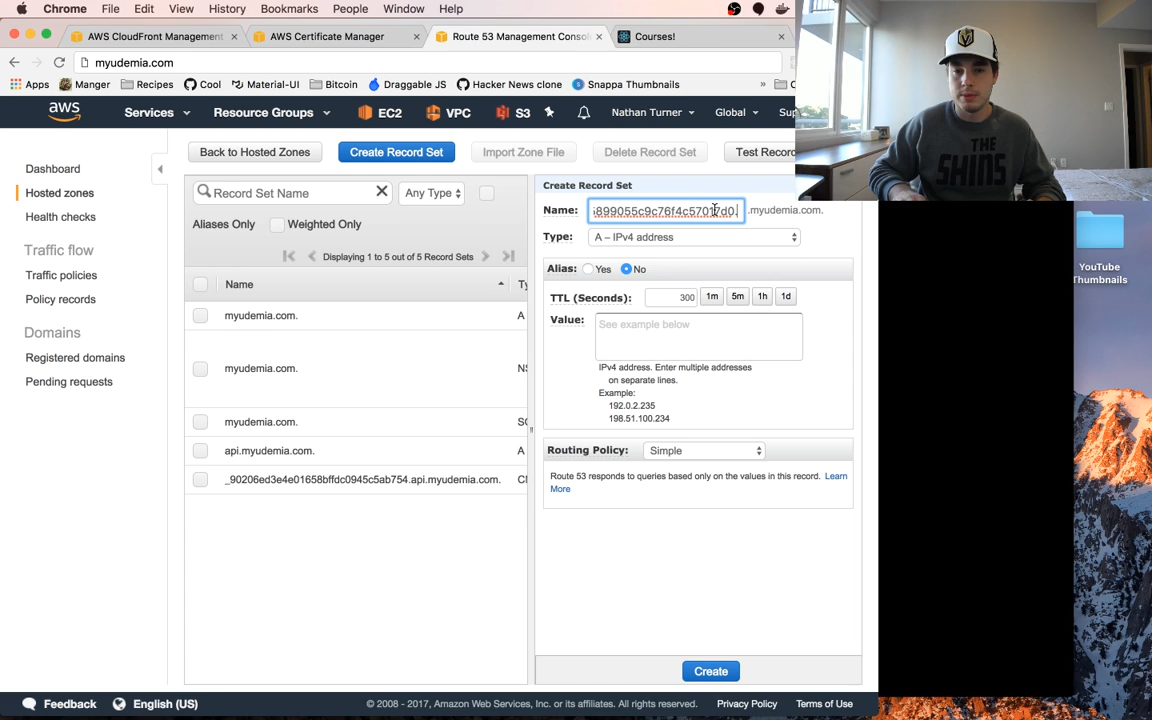 Chrome File Edit View History Bookmarks People Window Help
AWS CloudFront Management
AWS Certificate Manager
Route 53 Management Consol
Courses!
myudemia.com
Apps Manger Recipes Cool Material-UI Bitcoin Draggable JS Hacker News clone Snappa Thumbnails » C
aws Services Resource Groups EC2 VPC S3 Nathan Turner Global Sup
Dashboard
Hosted zones
Health checks
Traffic flow
Traffic policies
Policy records
Domains
Registered domains
Pending requests
Back to Hosted Zones Create Record Set Import Zone File Delete Record Set Test Record
Record Set Name Any Type
Aliases Only Weighted Only
Displaying 1 to 5 out of 5 Record Sets
Name Ty
myudemia.com. A
myudemia.com. NS
myudemia.com. SO
api.myudemia.com. A
_90206ed3e4e01658bffdc0945c5ab754.api.myudemia.com. CN
Create Record Set
Name: .myudemia.com.
Type: A – IPv4 address
Alias: Yes No
TTL (Seconds): 300 1m 5m 1h 1d
Value: See example below
IPv4 address. Enter multiple addresses
on separate lines.
Example:
192.0.2.235
198.51.100.234
Routing Policy: Simple
Route 53 responds to queries based only on the values in this record. Learn
More
Create
THE
SHINS
YouTube
Thumbnails
Feedback English (US) © 2008 - 2017, Amazon Web Services, Inc. or its affiliates. All rights reserved. Privacy Policy Terms of Use